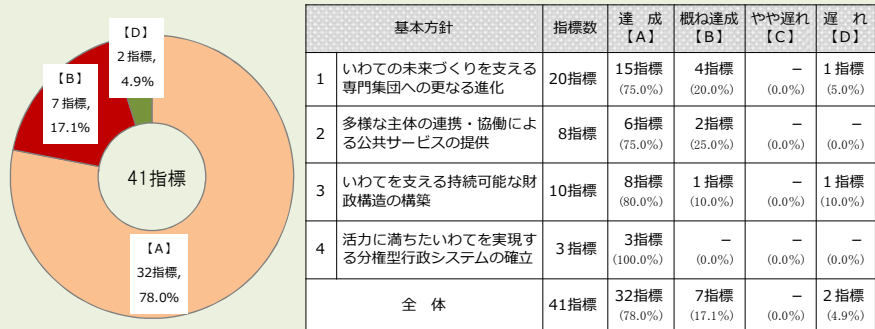 【D】
2指標,
4.9%
【B】
7指標,
17.1%
41指標
【A】
32指標,
78.0%
基本方針 指標数 達 成 概ね達成 やや遅れ 遅 れ
【A】 【B】 【C】 【D】
1 いわての未来づくりを支える 20指標 15指標 4指標 － 1指標
専門集団への更なる進化 (75.0%) (20.0%) (0.0%) (5.0%)
2 多様な主体の連携・協働によ 8指標 6指標 2指標 － －
る公共サービスの提供 (75.0%) (25.0%) (0.0%) (0.0%)
3 いわてを支える持続可能な財 10指標 8指標 1指標 － 1指標
政構造の構築 (80.0%) (10.0%) (0.0%) (10.0%)
4 活力に満ちたいわてを実現す 3指標 3指標 － － －
る分権型行政システムの確立 (100.0%) (0.0%) (0.0%) (0.0%)
全 体 41指標 32指標 7指標 － 2指標
(78.0%) (17.1%) (0.0%) (4.9%)